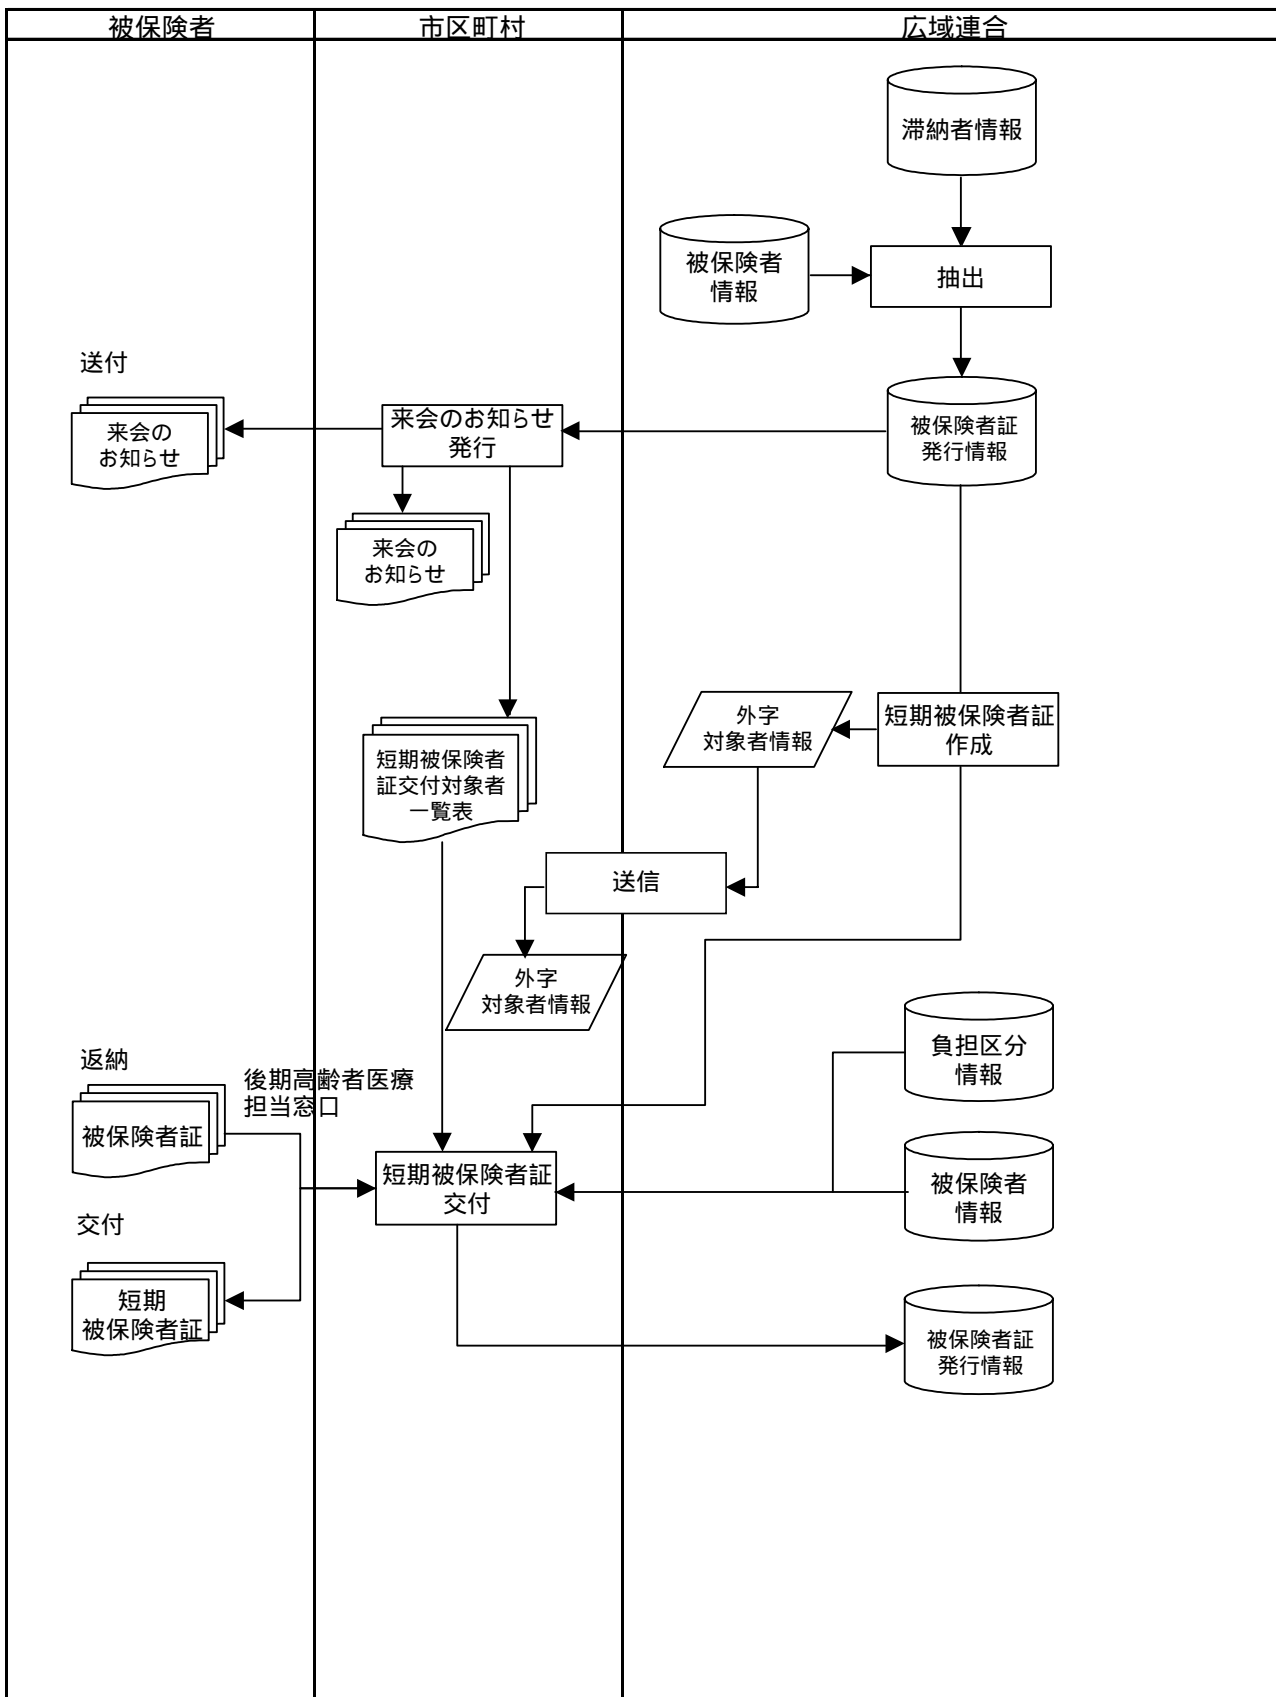 被保険者
市区町村
広域連合
滞納者情報
被保険者
情報
抽出
送付
来会の
お知らせ
来会のお知らせ
発行
被保険者証
発行情報
来会の
お知らせ
外字
対象者情報
短期被保険者証
作成
短期被保険者
証交付対象者
一覧表
送信
外字
対象者情報
負担区分
情報
返納
後期高齢者医療
担当窓口
被保険者証
短期被保険者証
交付
被保険者
情報
交付
短期
被保険者証
被保険者証
発行情報